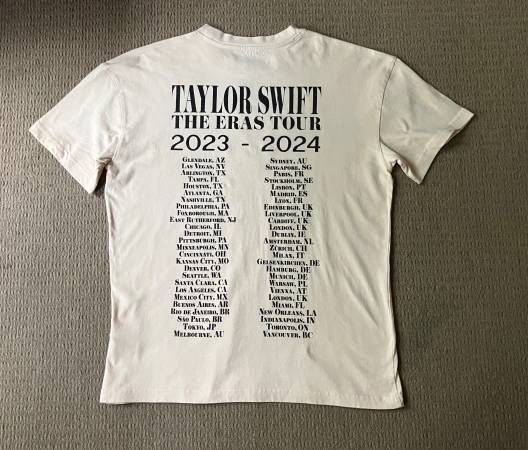 TAYLOR SWIFT
THE ERAS TOUR
2023 - 2024
GLENDALE, AZ
LAS VEGAS, NV
ARLINGTON, TX
TAMPA, FL
HOUSTON, TX
ATLANTA, GA
NASHVILLE, TN
PHILADELPHIA, PA
FOXBOROUGH, MA
EAST RUTHERFORD, NJ
CHICAGO, IL
DETROIT, MI
PITTSBURGH, PA
MINNEAPOLIS, MN
CINCINNATI, OH
KANSAS CITY, MO
DENVER, CO
SEATTLE, WA
SANTA CLARA, CA
LOS ANGELES, CA
MEXICO CITY, MX
BUENOS AIRES, AR
RIO DE JANEIRO, BR
SÃO PAULO, BR
TOKYO, JP
MELBOURNE, AU
SYDNEY, AU
SINGAPORE, SG
PARIS, FR
STOCKHOLM, SE
LISBON, PT
MADRID, ES
LYON, FR
EDINBURGH, UK
LIVERPOOL, UK
CARDIFF, UK
LONDON, UK
DUBLIN, IE
AMSTERDAM, NL
ZÜRICH, CH
MILAN, IT
GELSENKIRCHEN, DE
HAMBURG, DE
MUNICH, DE
WARSAW, PL
VIENNA, AT
LONDON, UK
MIAMI, FL
NEW ORLEANS, LA
INDIANAPOLIS, IN
TORONTO, ON
VANCOUVER, BC